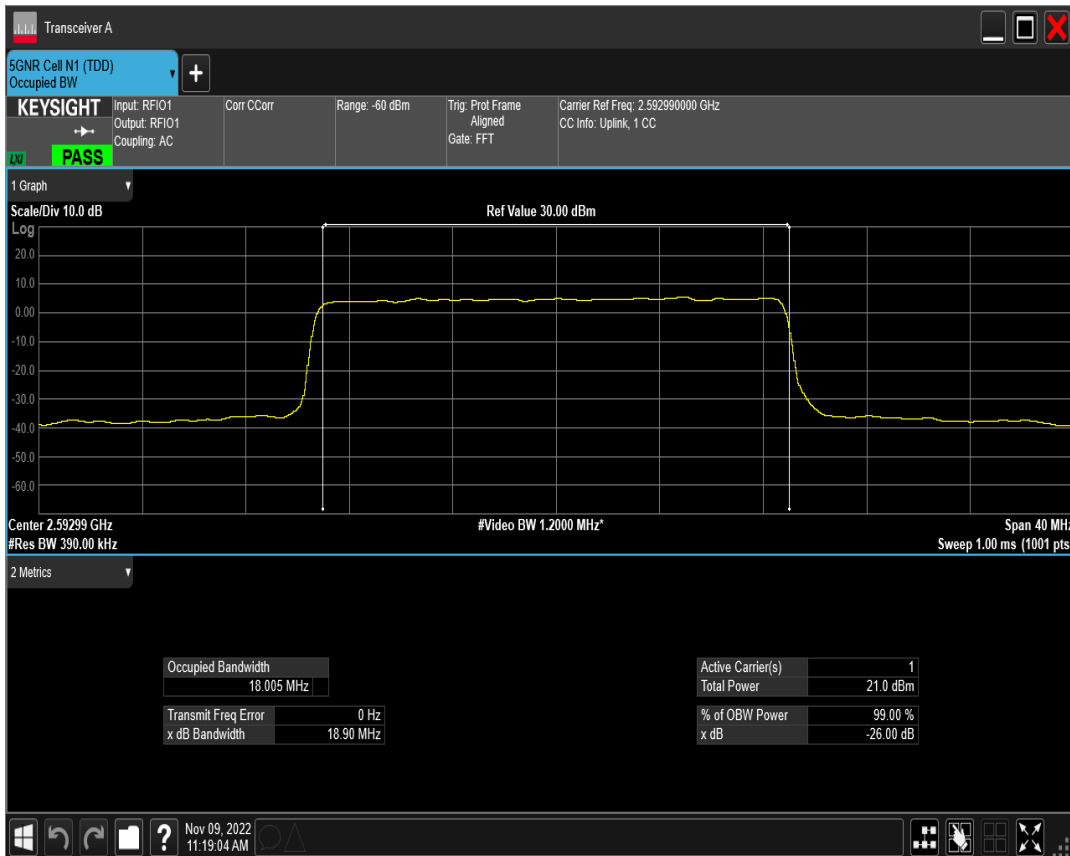 Transceiver A
5GNR Cell N1 (TDD)
Occupied BW
+
KEYSIGHT
LXI
PASS
Input: RFIO1
Output: RFIO1
Coupling: AC
Corr CCorr
Range: -60 dBm
Trig: Prot Frame
Aligned
Gate: FFT
Carrier Ref Freq: 2.592990000 GHz
CC Info: Uplink, 1 CC
1 Graph
Scale/Div 10.0 dB
Ref Value 30.00 dBm
Log
20.0
10.0
0.00
-10.0
-20.0
-30.0
-40.0
-50.0
-60.0
Center 2.59299 GHz
#Video BW 1.2000 MHz*
Span 40 MHz
#Res BW 390.00 kHz
Sweep 1.00 ms (1001 pts
2 Metrics
Occupied Bandwidth
18.005 MHz
Transmit Freq Error 0 Hz
x dB Bandwidth 18.90 MHz
Active Carrier(s) 1
Total Power 21.0 dBm
% of OBW Power 99.00 %
x dB -26.00 dB
?
Nov 09, 2022
11:19:04 AM